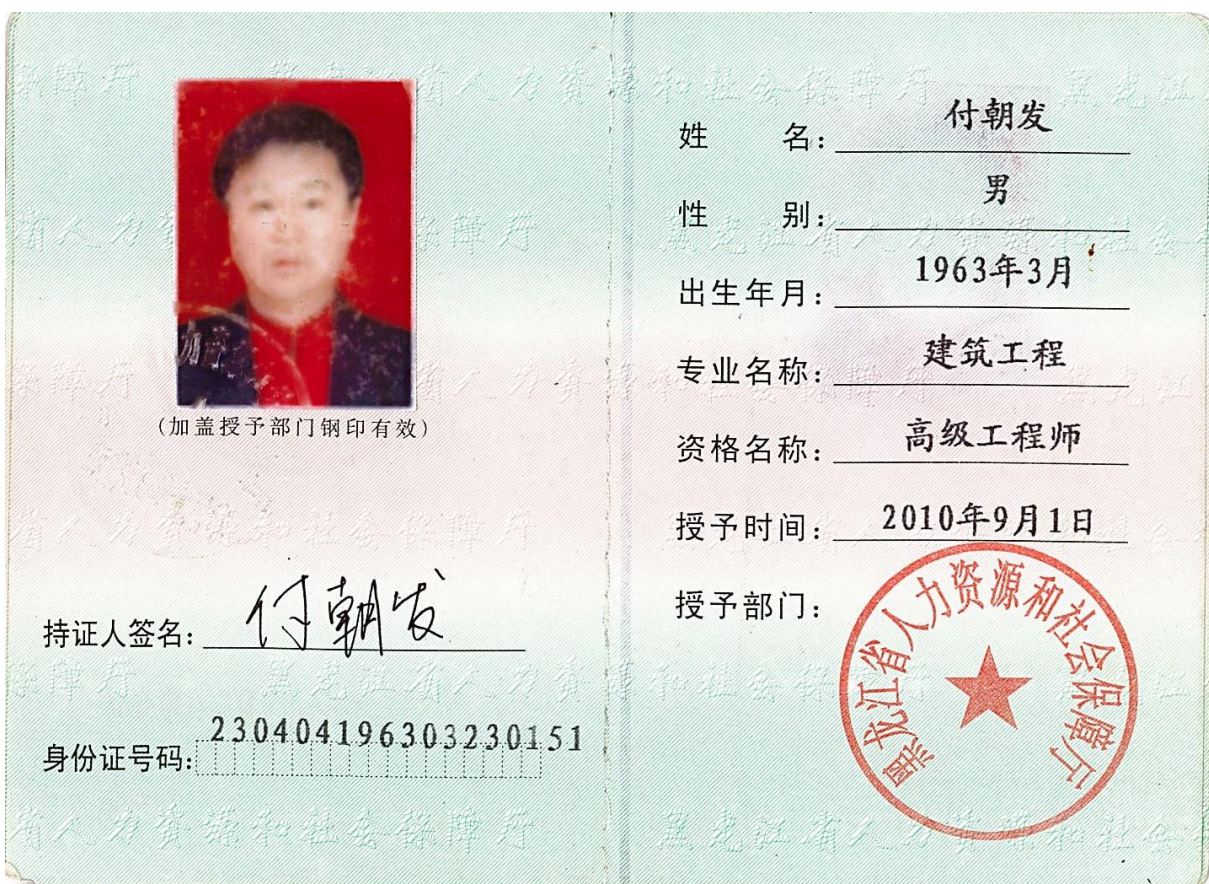 (加盖授予部门钢印有效)
持证人签名: 付朝发
身份证号码: 230404196303230151
姓 名: 付朝发
性 别: 男
出生年月: 1963年3月
专业名称: 建筑工程
资格名称: 高级工程师
授予时间: 2010年9月1日
授予部门:
黑龙江省人力资源和社会保障厅